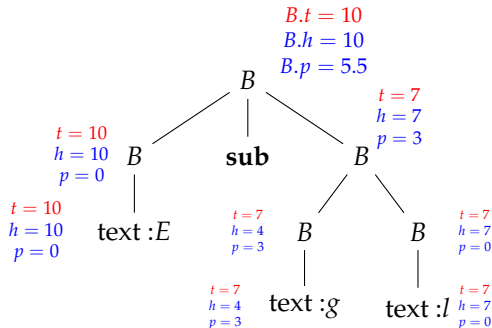 B.t = 10
B.h = 10
B.p = 5.5
B
t = 10
h = 10
p = 0
B
sub
t = 7
h = 7
p = 3
B
t = 10
h = 10
p = 0
text :E
t = 7
h = 4
p = 3
B
B
t = 7
h = 7
p = 0
t = 7
h = 4
p = 3
text :g
text :l
t = 7
h = 7
p = 0